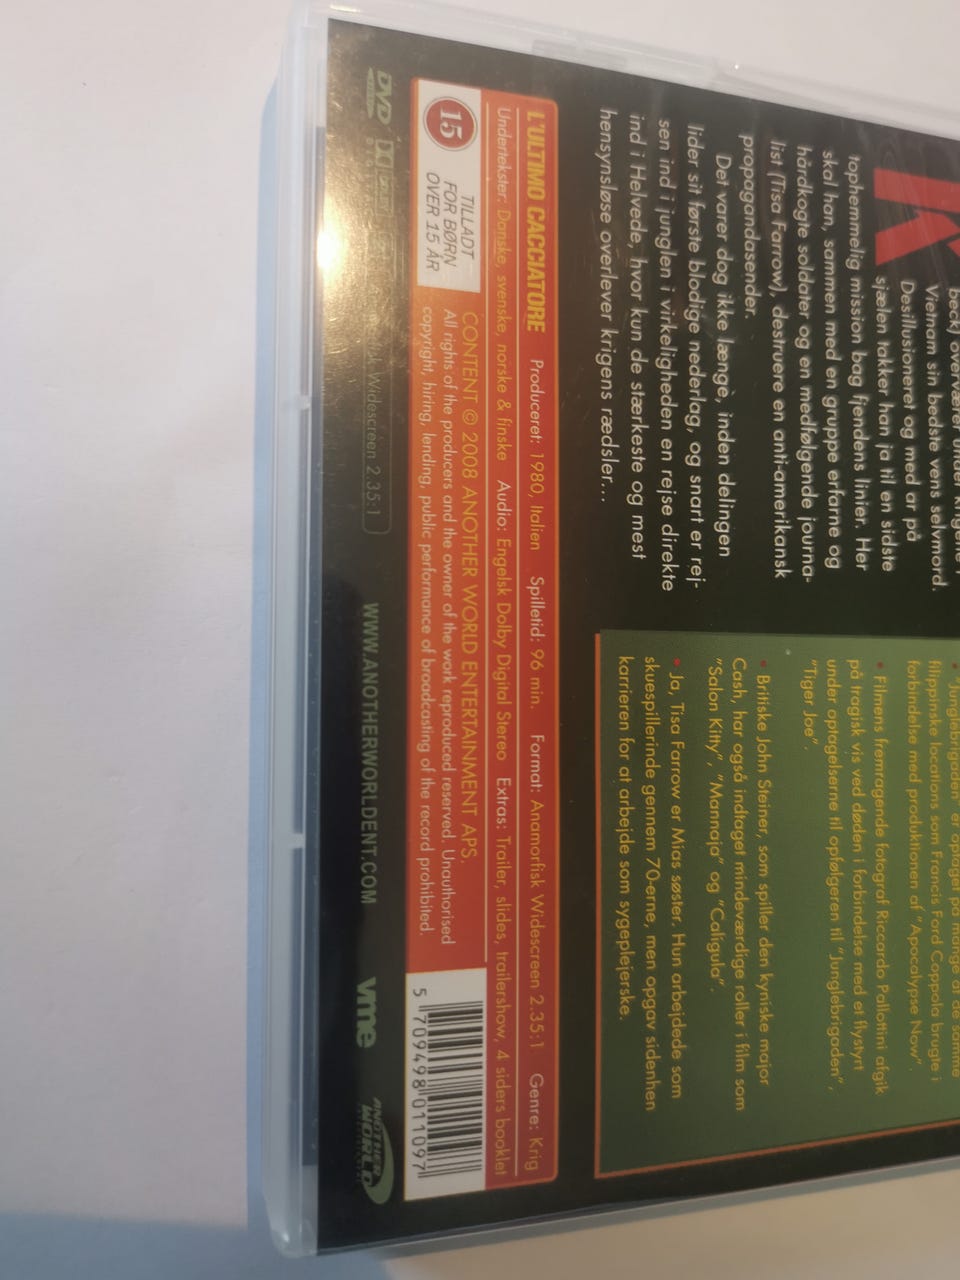 beck) overværer under krigene i
Vietnam sin bedste vens selvmord.
Desillusioneret og med ar på
sjælen takker han ja til en sidste
tophemmelig mission bag fjendens linier. Her
skal han, sammen med en gruppe erfarne og
hårdkogte soldater og en medfølgende journa-
list (Tisa Farrow), destruere en anti-amerikansk
propagandasender.
Det varer dog ikke længe, inden delingen
lider sit første blodige nederlag, og snart er rej-
sen ind i junglen i virkeligheden en rejse direkte
ind i Helvede, hvor kun de stærkeste og mest
hensynsløse overlever krigens rædsler...
• "Junglebrigaden" er optaget på mange af de samme
filippinske locations som Francis Ford Coppola brugte i
forbindelse med produktionen af "Apocalypse Now".
• Filmens fremragende fotograf Riccardo Pallottini afgik
på tragisk vis ved døden i forbindelse med et flystyrt
under optagelserne til opfølgeren til "Junglebrigaden",
"Tiger Joe".
• Britiske John Steiner, som spiller den kyniske major
Cash, har også indtaget mindeværdige roller i film som
"Salon Kitty", "Mannaja" og "Caligula".
• Ja, Tisa Farrow er Mias søster. Hun arbejdede som
skuespillerinde gennem 70-erne, men opgav sidenhen
karrieren for at arbejde som sygeplejerske.
L'ULTIMO CACCIATORE Produceret: 1980, Italien Spilletid: 96 min. Format: Anamorfisk Widescreen 2.35:1 Genre: Krig
Undertekster: Danske, svenske, norske & finske Audio: Engelsk Dolby Digital Stereo Extras: Trailer, slides, trailershow, 4 siders booklet
15
TILLADT
FOR BØRN
OVER 15 ÅR
CONTENT © 2008 ANOTHER WORLD ENTERTAINMENT APS.
All rights of the producers and the owner of the work reproduced reserved. Unauthorised
copyright, hiring, lending, public performance of broadcasting of the record prohibited.
5 709498 011097
DVD
Widescreen 2.35:1
WWW.ANOTHERWORLDENT.COM
vme
ANOTHER
WORLD